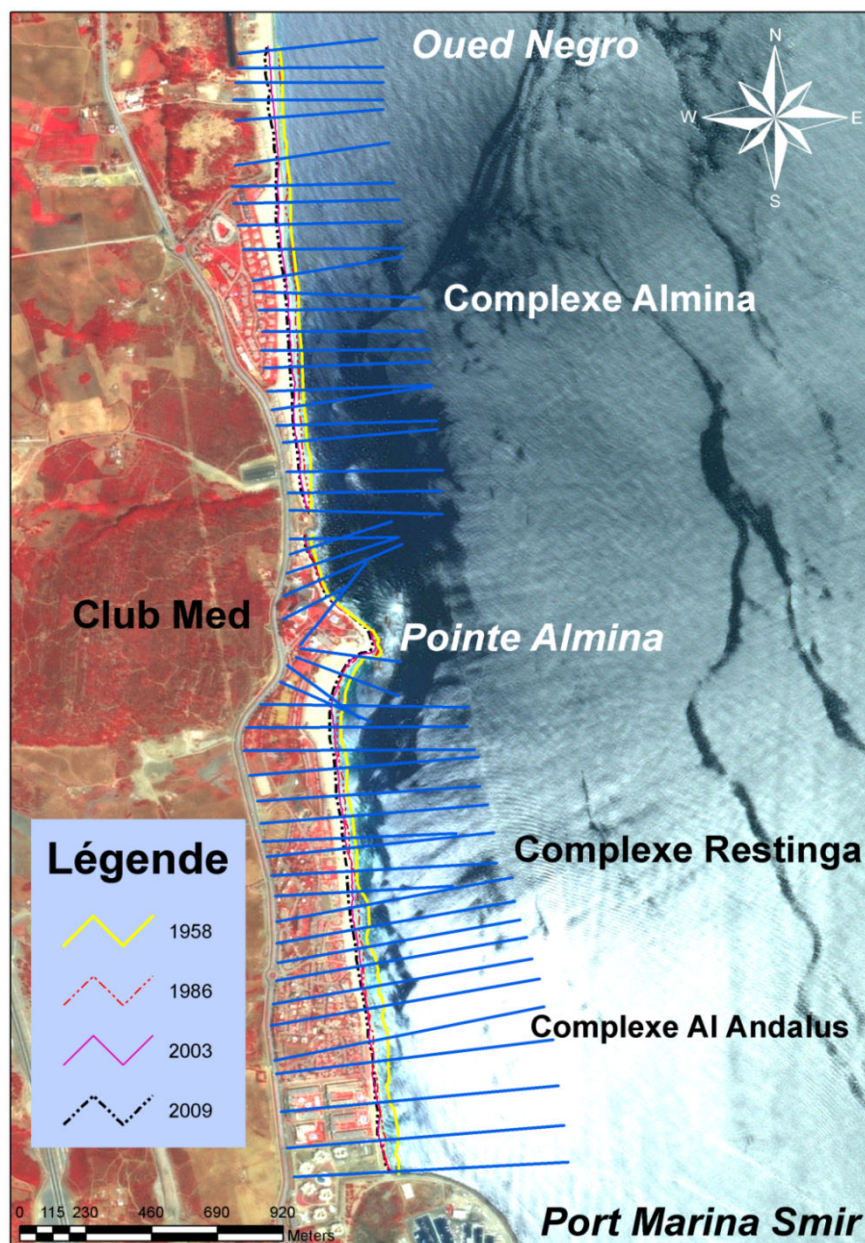 Oued Negro
N
W E
S
Complexe Almina
Club Med
Pointe Almina
Complexe Restinga
Légende
1958
1986
2003
2009
Complexe Al Andalus
Port Marina Smir
0 115 230 460 690 920
Meters